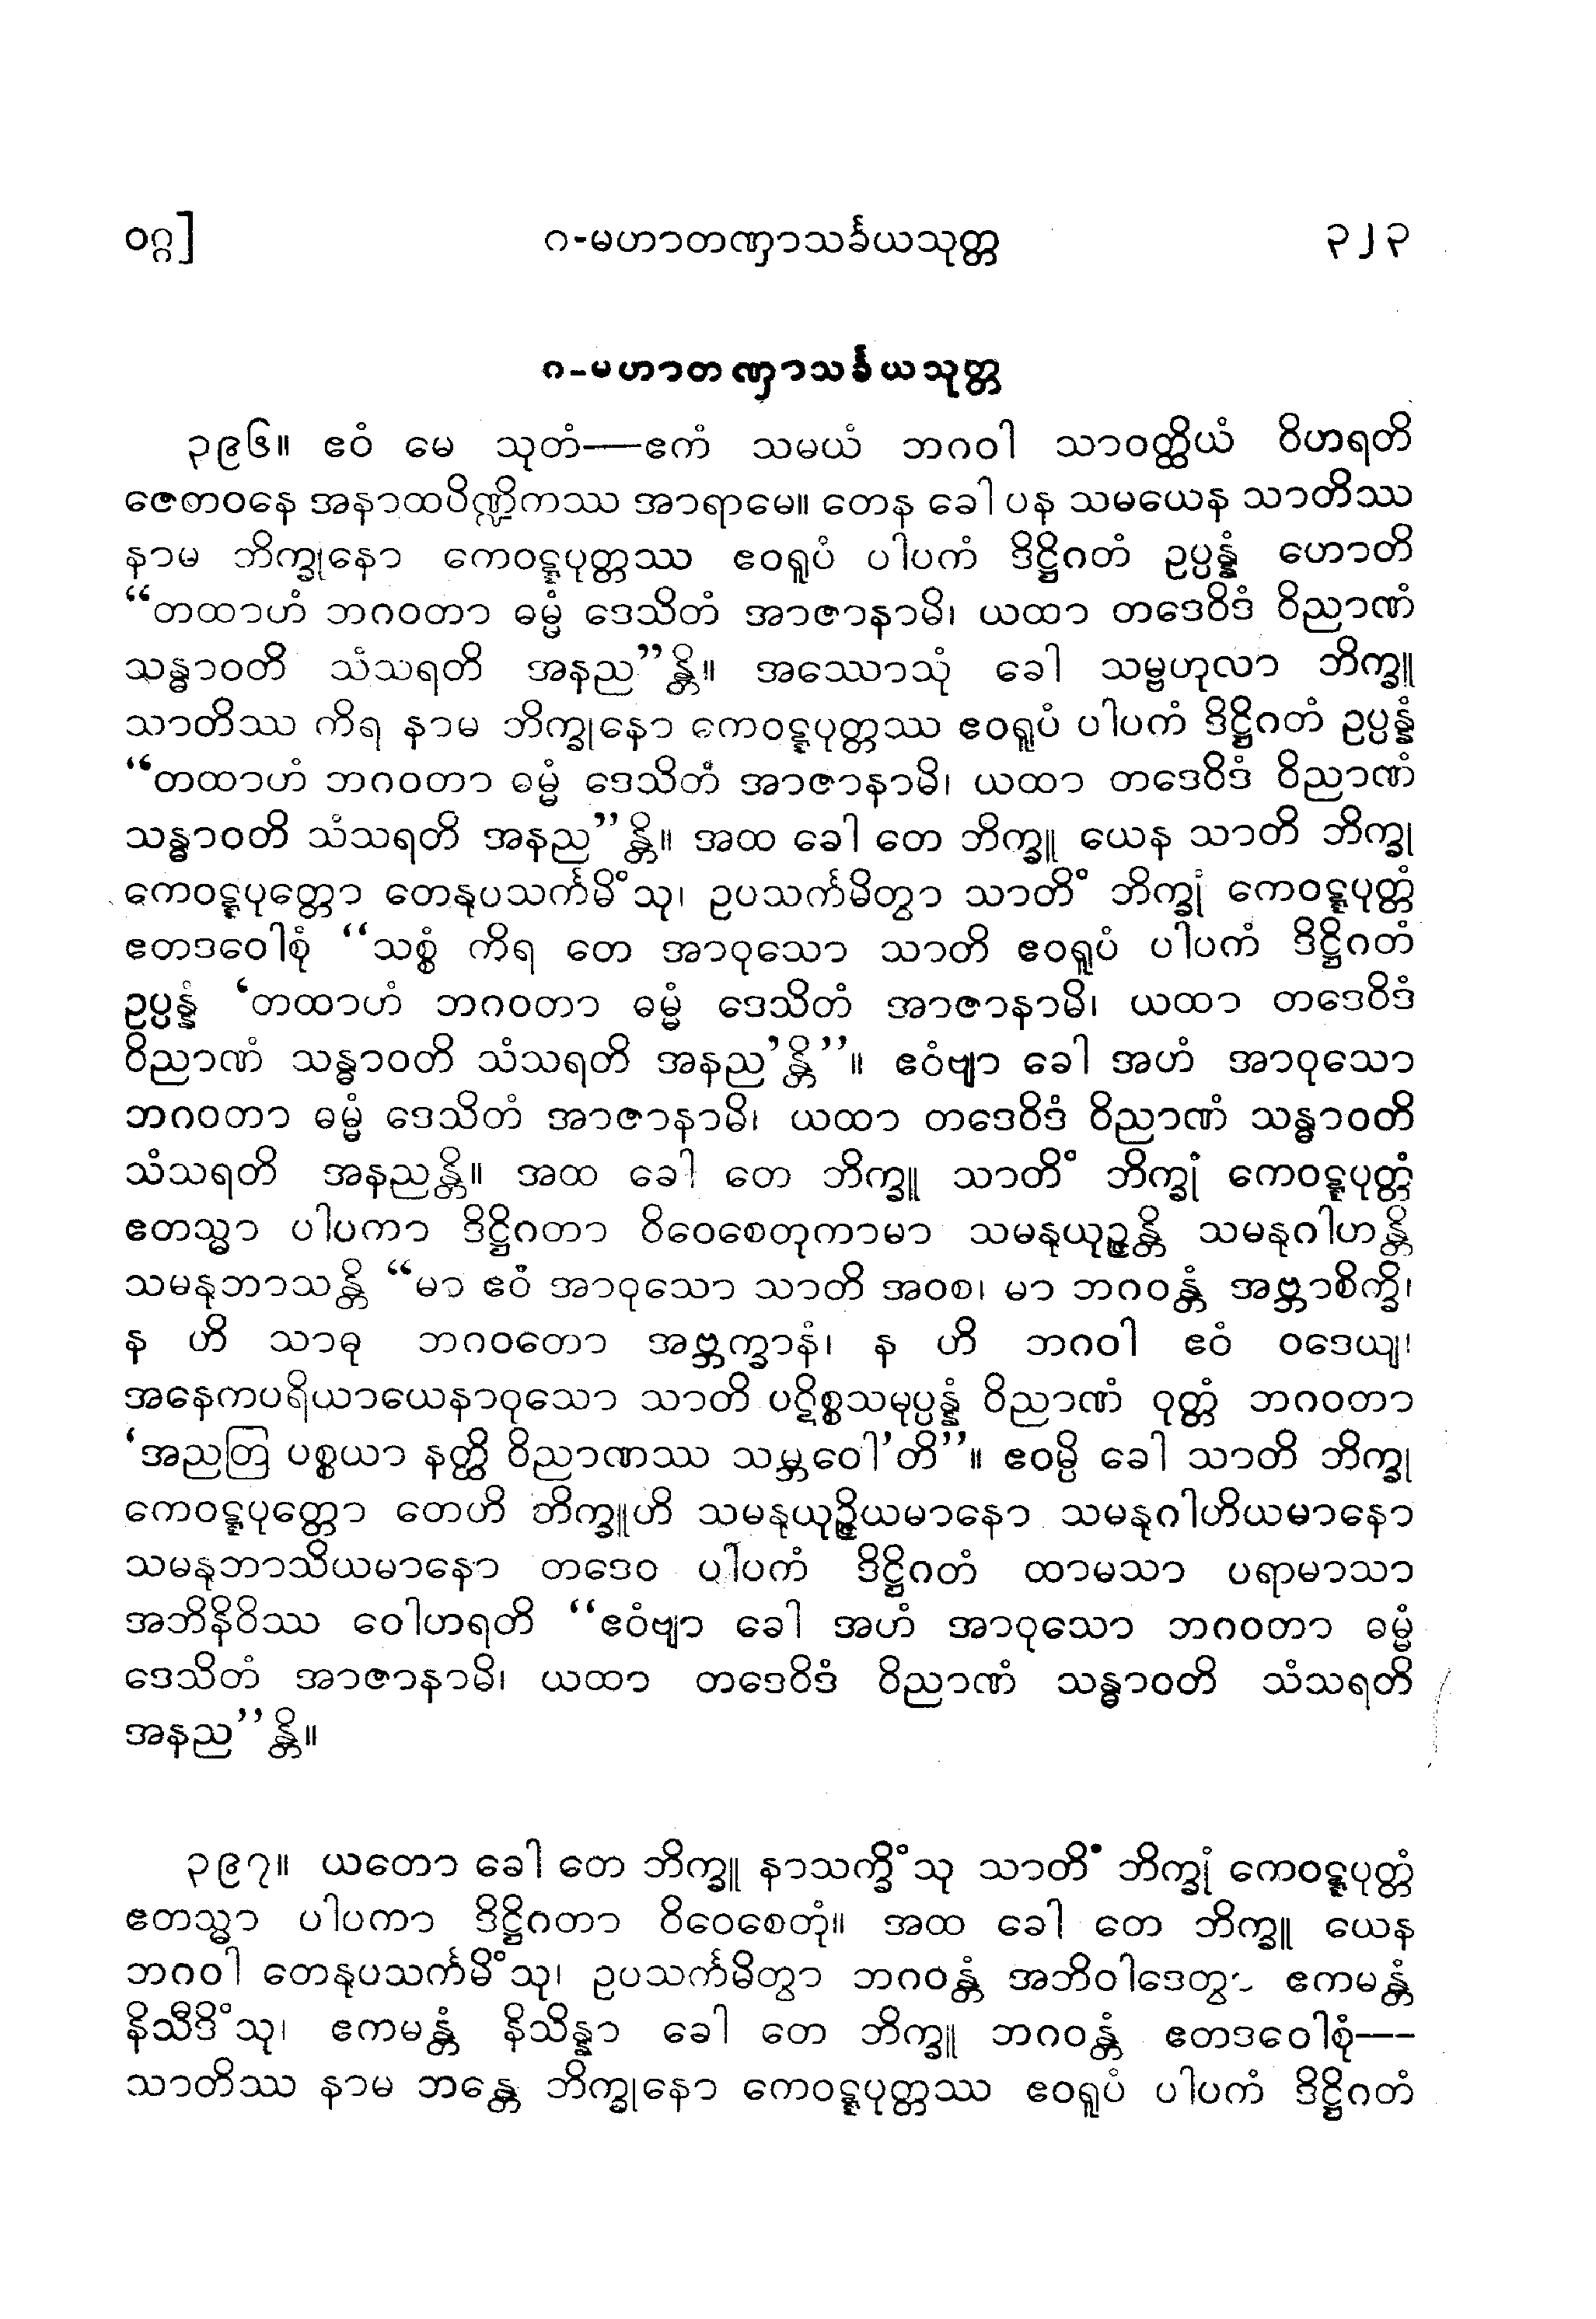 ဝဂ္ဂ] ဂ-မဟာတဏှာသင်္ခယသုတ္တ ၃၂၃
ဂ-မဟာတဏှာသင်္ခယသုတ္တ
၃၉၆။ ဧဝံ မေ သုတံ—ဧကံ သမယံ ဘဂဝါ သာဝတ္ထိယံ ဝိဟရတိ
ဇေတဝနေ အနာထပိဏ္ဍိကဿ အာရာမေ။ တေန ခေါ ပန သမယေန သာတိဿ
နာမ ဘိက္ခုနော ကေဝဋ္ဋပုတ္တဿ ဧဝရူပံ ပါပကံ ဒိဋ္ဌိဂတံ ဥပ္ပန္နံ ဟောတိ
“တထာဟံ ဘဂဝတာ ဓမ္မံ ဒေသိတံ အာဇာနာမိ၊ ယထာ တဒေဝိဒံ ဝိညာဏံ
သန္ဓာဝတိ သံသရတိ အနည”န္တိ။ အဿောသုံ ခေါ သမ္ဗဟုလာ ဘိက္ခူ
သာတိဿ ကိရ နာမ ဘိက္ခုနော ကေဝဋ္ဋပုတ္တဿ ဧဝရူပံ ပါပကံ ဒိဋ္ဌိဂတံ ဥပ္ပန္နံ
“တထာဟံ ဘဂဝတာ ဓမ္မံ ဒေသိတံ အာဇာနာမိ၊ ယထာ တဒေဝိဒံ ဝိညာဏံ
သန္ဓာဝတိ သံသရတိ အနည”န္တိ။ အထ ခေါ တေ ဘိက္ခူ ယေန သာတိ ဘိက္ခု
ကေဝဋ္ဋပုတ္တော တေနုပသင်္ကမိံသု၊ ဥပသင်္ကမိတွာ သာတိံ ဘိက္ခုံ ကေဝဋ္ဋပုတ္တံ
ဧတဒဝေါစုံ “သစ္စံ ကိရ တေ အာဝုသော သာတိ ဧဝရူပံ ပါပကံ ဒိဋ္ဌိဂတံ
ဥပ္ပန္နံ ‘တထာဟံ ဘဂဝတာ ဓမ္မံ ဒေသိတံ အာဇာနာမိ၊ ယထာ တဒေဝိဒံ
ဝိညာဏံ သန္ဓာဝတိ သံသရတိ အနည’န္တိ”။ ဧဝံဗျာ ခေါ အဟံ အာဝုသော
ဘဂဝတာ ဓမ္မံ ဒေသိတံ အာဇာနာမိ၊ ယထာ တဒေဝိဒံ ဝိညာဏံ သန္ဓာဝတိ
သံသရတိ အနညန္တိ။ အထ ခေါ တေ ဘိက္ခူ သာတိံ ဘိက္ခုံ ကေဝဋ္ဋပုတ္တံ
ဧတသ္မာ ပါပကာ ဒိဋ္ဌိဂတာ ဝိဝေစေတုကာမာ သမနုယုဉ္ဇန္တိ သမနုဂါဟန္တိ
သမနုဘာသန္တိ “မာ ဧဝံ အာဝုသော သာတိ အဝစ၊ မာ ဘဂဝန္တံ အဗ္ဘာစိက္ခိ၊
န ဟိ သာဓု ဘဂဝတော အဗ္ဘက္ခာနံ၊ န ဟိ ဘဂဝါ ဧဝံ ဝဒေယျ၊
အနေကပရိယာယေနာဝုသော သာတိ ပဋိစ္စသမုပ္ပန္နံ ဝိညာဏံ ဝုတ္တံ ဘဂဝတာ
‘အညတြ ပစ္စယာ နတ္ထိ ဝိညာဏဿ သမ္ဘဝေါ’တိ”။ ဧဝမ္ပိ ခေါ သာတိ ဘိက္ခု
ကေဝဋ္ဋပုတ္တော တေဟိ ဘိက္ခူဟိ သမနုယုဉ္ဇိယမာနော သမနုဂါဟိယမာနော
သမနုဘာသိယမာနော တဒေဝ ပါပကံ ဒိဋ္ဌိဂတံ ထာမသာ ပရာမာသာ
အဘိနိဝိဿ ဝေါဟရတိ “ဧဝံဗျာ ခေါ အဟံ အာဝုသော ဘဂဝတာ ဓမ္မံ
ဒေသိတံ အာဇာနာမိ၊ ယထာ တဒေဝိဒံ ဝိညာဏံ သန္ဓာဝတိ သံသရတိ
အနည”န္တိ။
၃၉၇။ ယတော ခေါ တေ ဘိက္ခူ နာသက္ခိံသု သာတိံ ဘိက္ခုံ ကေဝဋ္ဋပုတ္တံ
ဧတသ္မာ ပါပကာ ဒိဋ္ဌိဂတာ ဝိဝေစေတုံ။ အထ ခေါ တေ ဘိက္ခူ ယေန
ဘဂဝါ တေနုပသင်္ကမိံသု၊ ဥပသင်္ကမိတွာ ဘဂဝန္တံ အဘိဝါဒေတွာ ဧကမန္တံ
နိသီဒိံသု၊ ဧကမန္တံ နိသိန္နာ ခေါ တေ ဘိက္ခူ ဘဂဝန္တံ ဧတဒဝေါစုံ—
သာတိဿ နာမ ဘန္တေ ဘိက္ခုနော ကေဝဋ္ဋပုတ္တဿ ဧဝရူပံ ပါပကံ ဒိဋ္ဌိဂတံ